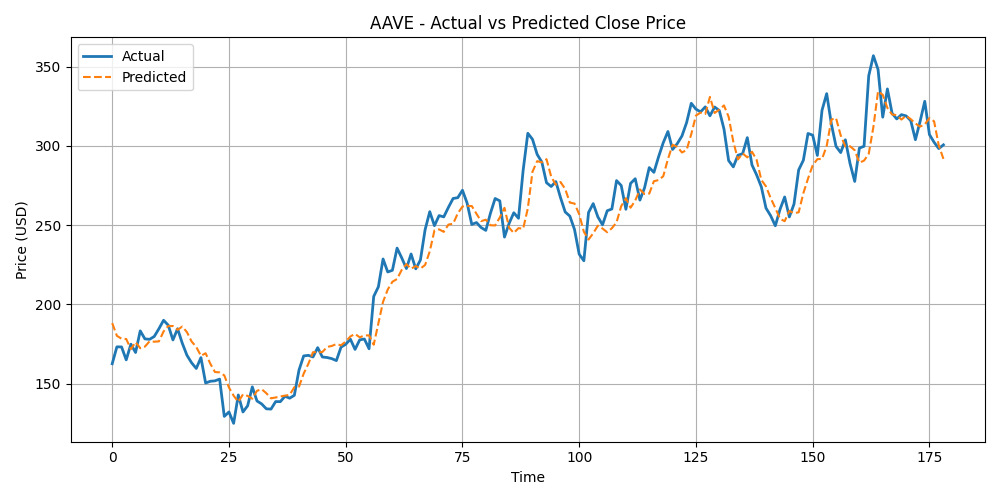 AAVE - Actual vs Predicted Close Price
Actual
Predicted
Price (USD)
350
300
250
200
150
0 25 50 75 100 125 150 175
Time